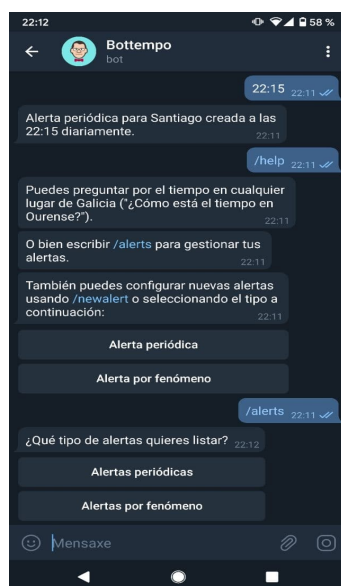 22:12
58 %
Bottempo
bot
22:15 22:11
Alerta periódica para Santiago creada a las
22:15 diariamente.
22:11
/help 22:11
Puedes preguntar por el tiempo en cualquier
lugar de Galicia ("¿Cómo está el tiempo en
Ourense?").
22:11
O bien escribir /alerts para gestionar tus
alertas.
22:11
También puedes configurar nuevas alertas
usando /newalert o seleccionando el tipo a
continuación:
22:11
Alerta periódica
Alerta por fenómeno
/alerts 22:11
¿Qué tipo de alertas quieres listar? 22:12
Alertas periódicas
Alertas por fenómeno
Mensaxe